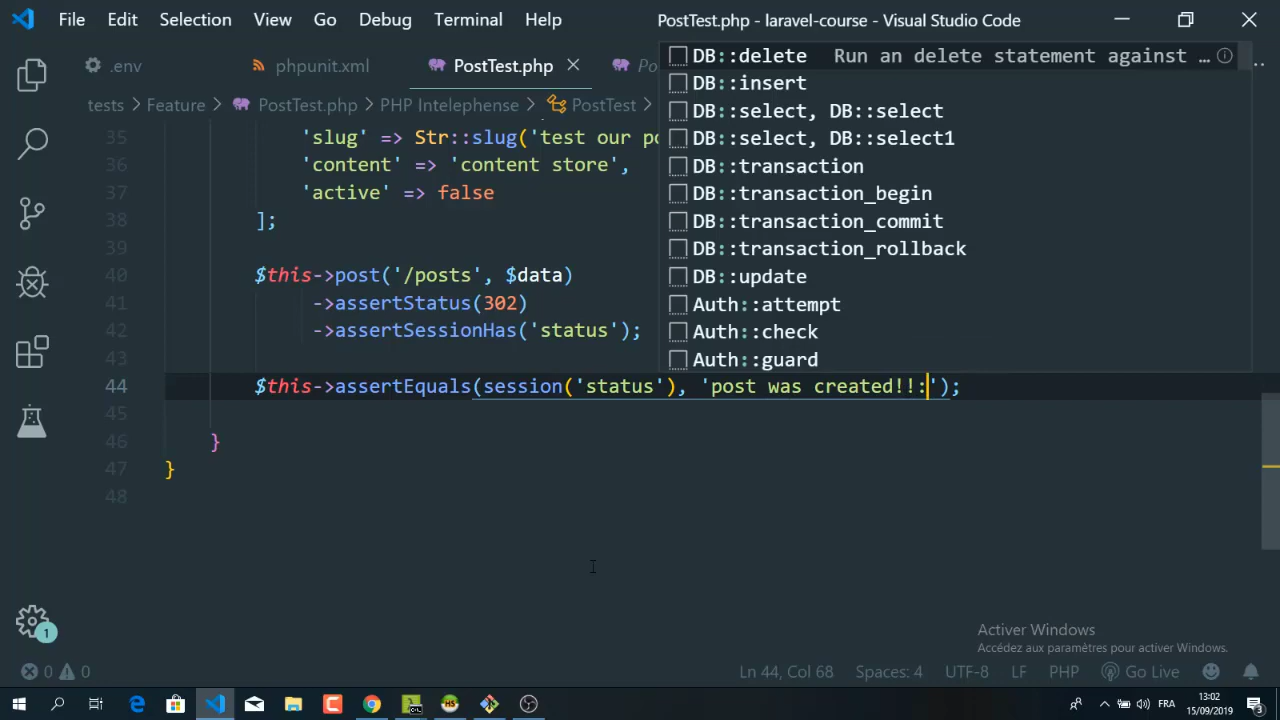 File Edit Selection View Go Debug Terminal Help PostTest.php - laravel-course - Visual Studio Code
.env phpunit.xml PostTest.php Po
tests > Feature > PostTest.php > PHP Intelephense > PostTest >
DB::delete Run an delete statement against …
DB::insert
DB::select, DB::select
DB::select, DB::select1
DB::transaction
DB::transaction_begin
DB::transaction_commit
DB::transaction_rollback
DB::update
Auth::attempt
Auth::check
Auth::guard
35 'slug' => Str::slug('test our po
36 'content' => 'content store',
37 'active' => false
38 ];
39
40 $this->post('/posts', $data)
41 ->assertStatus(302)
42 ->assertSessionHas('status');
43
44 $this->assertEquals(session('status'), 'post was created!!:');
45
46 }
47 }
48
Activer Windows
Accédez aux paramètres pour activer Windows.
1
0 0 Ln 44, Col 68 Spaces: 4 UTF-8 LF PHP Go Live
FRA 13:02
15/09/2019 3